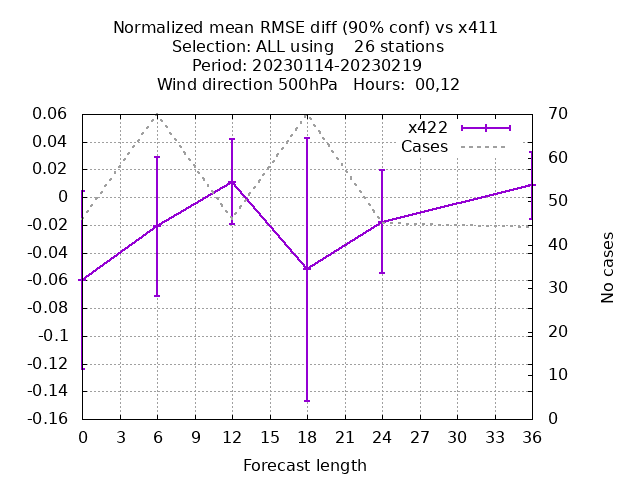 Normalized mean RMSE diff (90% conf) vs x411
Selection: ALL using    26 stations
Period: 20230114-20230219
Wind direction 500hPa   Hours:  00,12
x422
Cases
0.06
0.04
0.02
0
-0.02
-0.04
-0.06
-0.08
-0.1
-0.12
-0.14
-0.16
70
60
50
40
30
20
10
0
No cases
0 3 6 9 12 15 18 21 24 27 30 33 36
Forecast length